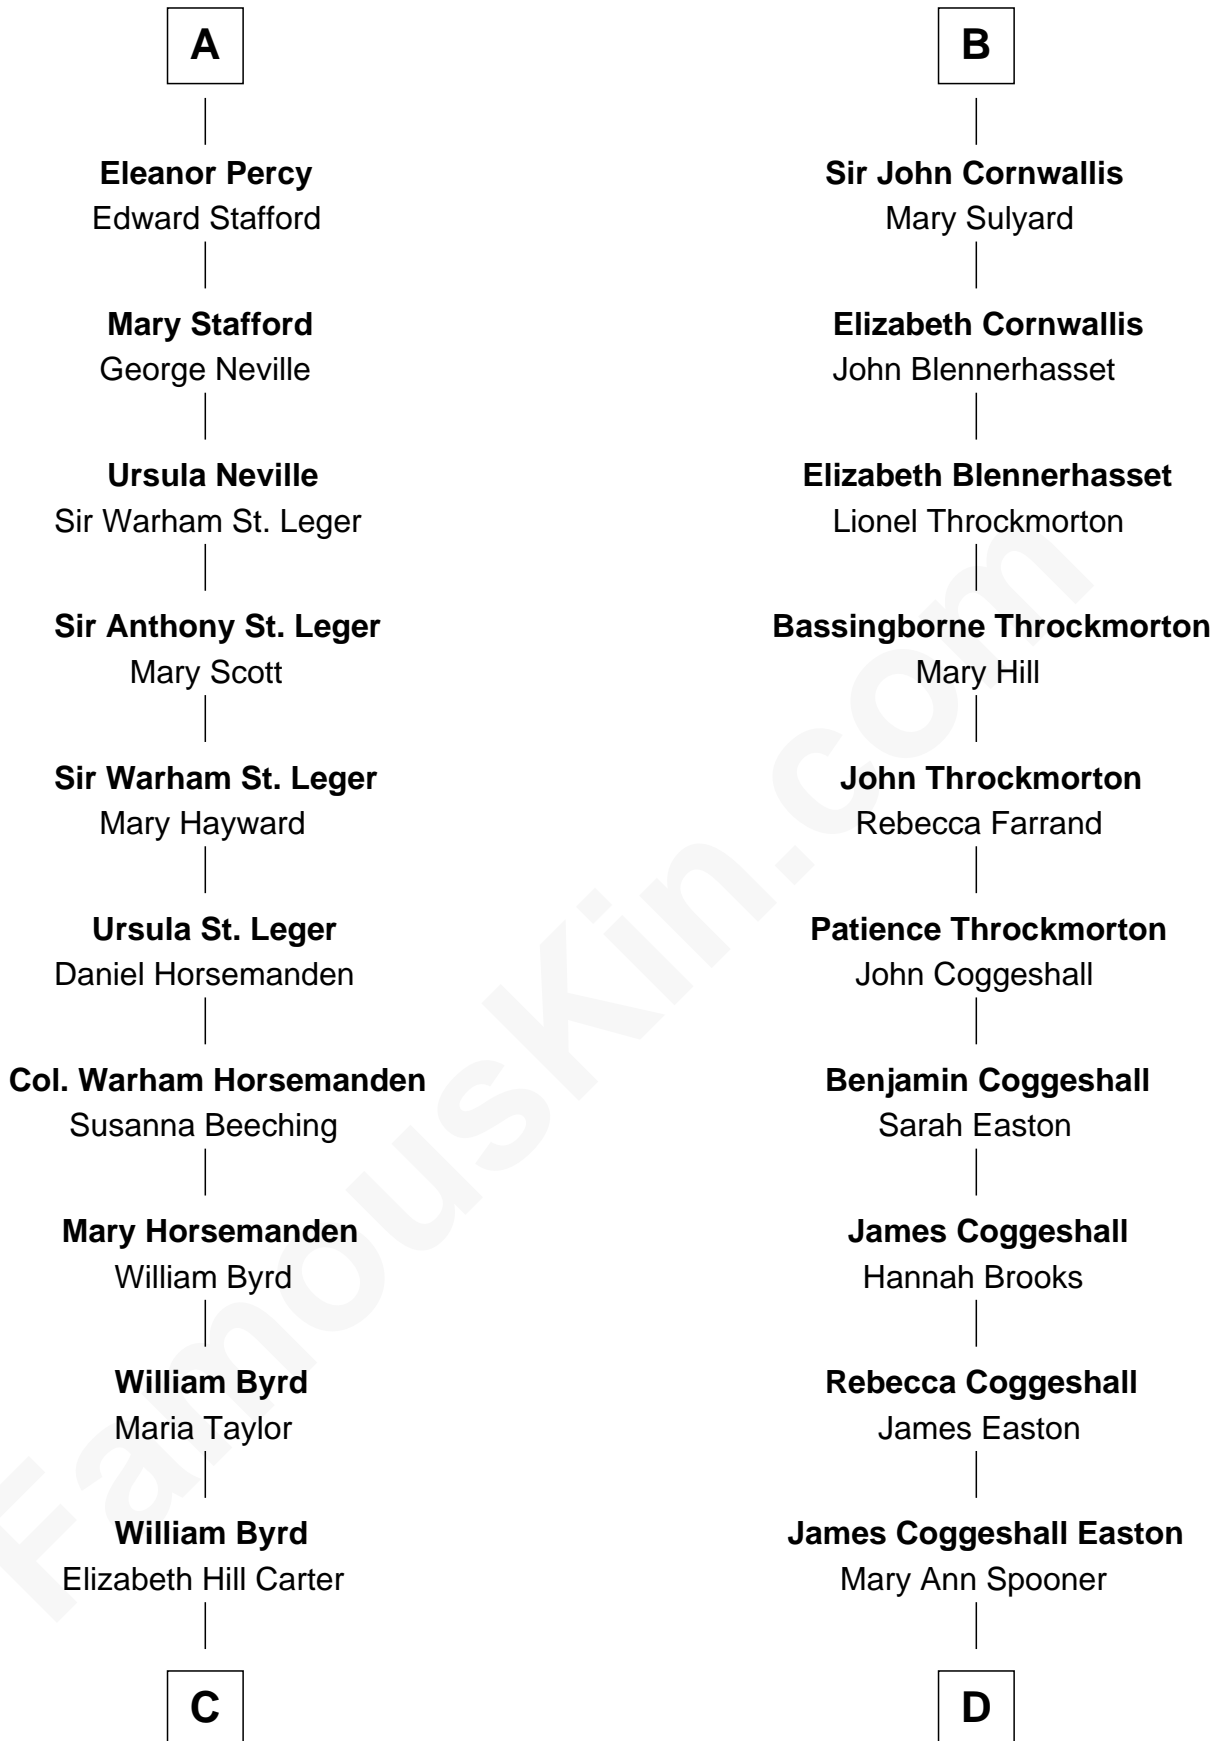 A
Eleanor Percy
Edward Stafford
Mary Stafford
George Neville
Ursula Neville
Sir Warham St. Leger
Sir Anthony St. Leger
Mary Scott
Sir Warham St. Leger
Mary Hayward
Ursula St. Leger
Daniel Horsemanden
Col. Warham Horsemanden
Susanna Beeching
Mary Horsemanden
William Byrd
William Byrd
Maria Taylor
William Byrd
Elizabeth Hill Carter
C
B
Sir John Cornwallis
Mary Sulyard
Elizabeth Cornwallis
John Blennerhasset
Elizabeth Blennerhasset
Lionel Throckmorton
Bassingborne Throckmorton
Mary Hill
John Throckmorton
Rebecca Farrand
Patience Throckmorton
John Coggeshall
Benjamin Coggeshall
Sarah Easton
James Coggeshall
Hannah Brooks
Rebecca Coggeshall
James Easton
James Coggeshall Easton
Mary Ann Spooner
D
FamousKin.com